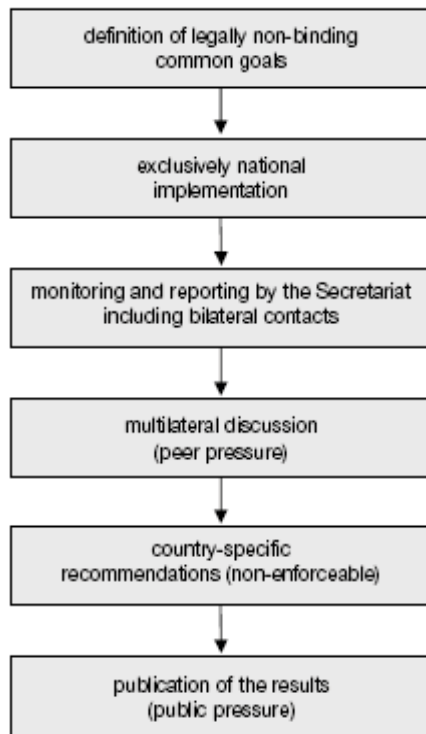 definition of legally non-binding
common goals
exclusively national
implementation
monitoring and reporting by the Secretariat
including bilateral contacts
multilateral discussion
(peer pressure)
country-specific
recommendations (non-enforceable)
publication of the results
(public pressure)